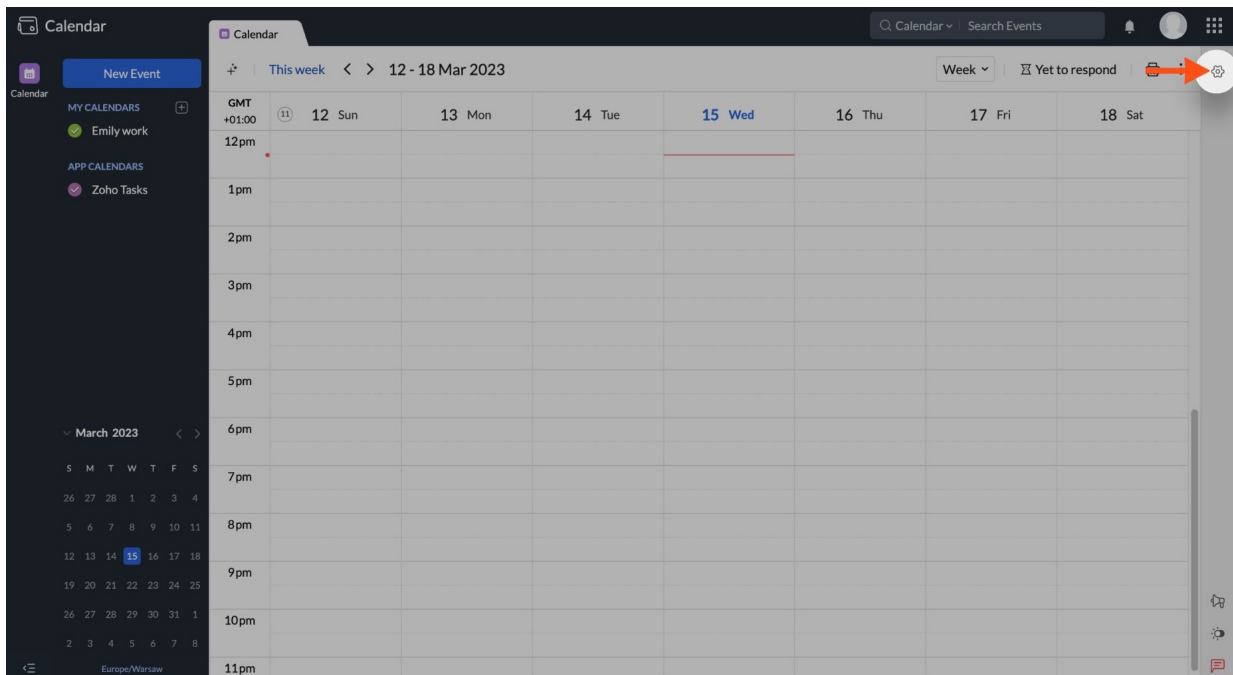 Calendar
Calendar
Calendar
Search Events
Calendar
New Event
This week
12 - 18 Mar 2023
Week
Yet to respond
MY CALENDARS
Emily work
APP CALENDARS
Zoho Tasks
GMT
+01:00
11
12 Sun
13 Mon
14 Tue
15 Wed
16 Thu
17 Fri
18 Sat
12pm
1pm
2pm
3pm
4pm
5pm
6pm
7pm
8pm
9pm
10pm
11pm
March 2023
S M T W T F S
26 27 28 1 2 3 4
5 6 7 8 9 10 11
12 13 14 15 16 17 18
19 20 21 22 23 24 25
26 27 28 29 30 31 1
2 3 4 5 6 7 8
Europe/Warsaw